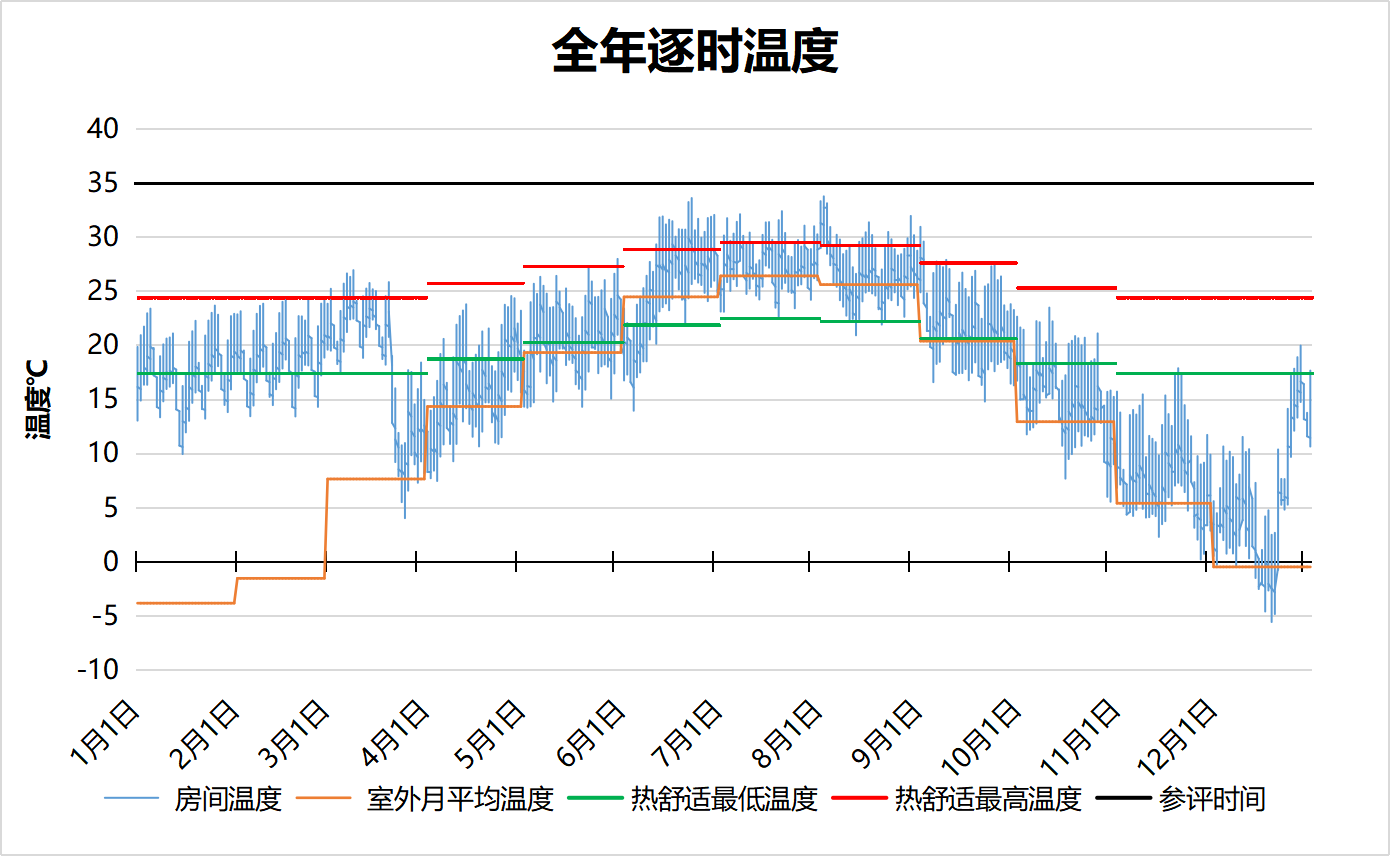 全年逐时温度
40
35
30
25
20
15
10
5
0
-5
-10
温度℃
1月1日
2月1日
3月1日
4月1日
5月1日
6月1日
7月1日
8月1日
9月1日
10月1日
11月1日
12月1日
房间温度 室外月平均温度 热舒适最低温度 热舒适最高温度 参评时间